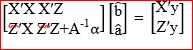 [X'X X'Z      ] [b̂] = [X'y]
[Z'X Z'Z+A⁻¹α] [â]   [Z'y]